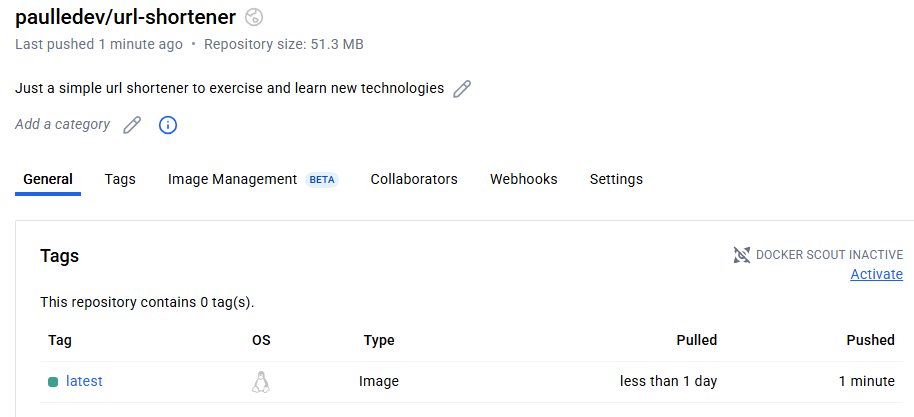 paulledev/url-shortener
Last pushed 1 minute ago • Repository size: 51.3 MB
Just a simple url shortener to exercise and learn new technologies
Add a category
General Tags Image Management BETA Collaborators Webhooks Settings
Tags
DOCKER SCOUT INACTIVE
Activate
This repository contains 0 tag(s).
Tag OS Type Pulled Pushed
latest Image less than 1 day 1 minute